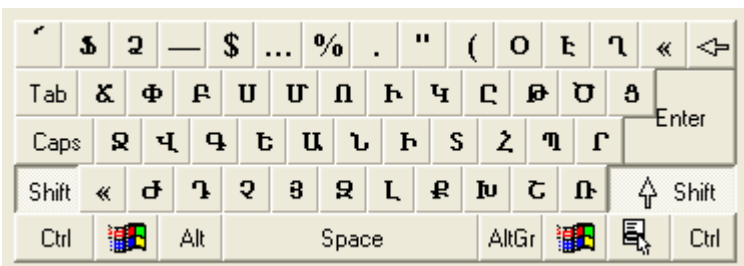 ՛ Ֆ Ձ — $ … % . " ( Օ Է Ղ «
Tab Ճ Փ Բ Ս Մ Ո Ւ Կ Ը Թ Ծ Ց Enter
Caps Ջ Վ Գ Ե Ա Ն Ի Տ Հ Պ Ր
Shift « Ժ Դ Չ Յ Զ Լ Ք Խ Շ Ռ Shift
Ctrl Alt Space AltGr Ctrl